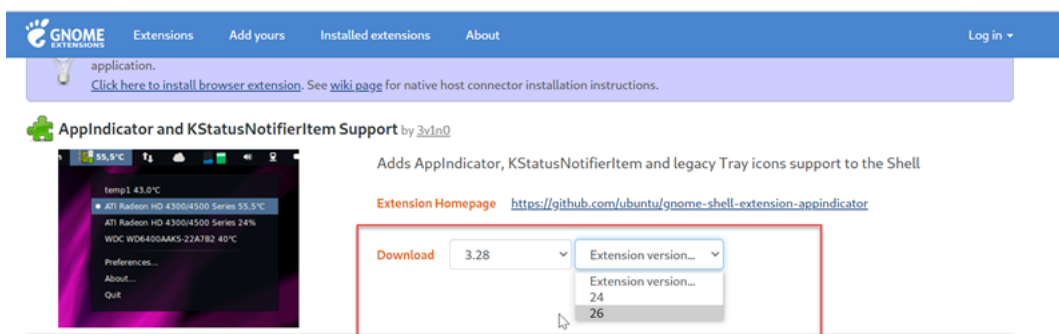 GNOME
EXTENSIONS
Extensions
Add yours
Installed extensions
About
Log in
application.
Click here to install browser extension. See wiki page for native host connector installation instructions.
AppIndicator and KStatusNotifierItem Support by 3v1n0
55,5°C
temp1 43,0°C
ATI Radeon HD 4300/4500 Series 55,5°C
ATI Radeon HD 4300/4500 Series 24%
WDC WD6400AAKS-22A7B2 40°C
Preferences...
About...
Quit
Adds AppIndicator, KStatusNotifierItem and legacy Tray icons support to the Shell
Extension Homepage https://github.com/ubuntu/gnome-shell-extension-appindicator
Download 3.28 Extension version...
Extension version...
24
26